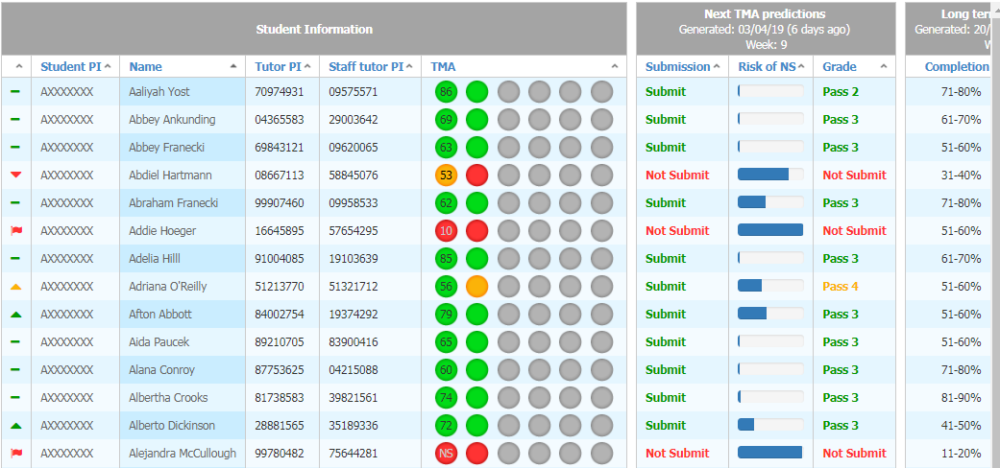 Student Information
Next TMA predictions
Generated: 03/04/19 (6 days ago)
Week: 9
Long
Generated: 20/
Student PI Name Tutor PI Staff tutor PI TMA Submission Risk of NS Grade Completion
AXXXXXXX Aaliyah Yost 70974931 09575571 86 Submit Pass 2 71-80%
AXXXXXXX Abbey Ankunding 04365583 29003642 69 Submit Pass 3 61-70%
AXXXXXXX Abbey Franecki 69843121 09620065 63 Submit Pass 3 51-60%
AXXXXXXX Abdiel Hartmann 08667113 58845076 53 Not Submit Not Submit 31-40%
AXXXXXXX Abraham Franecki 99907460 09958533 62 Submit Pass 3 71-80%
AXXXXXXX Addie Hoeger 16645895 57654295 10 Not Submit Not Submit 51-60%
AXXXXXXX Adelia Hilll 91004085 19103639 85 Submit Pass 3 61-70%
AXXXXXXX Adriana O'Reilly 51213770 51321712 56 Submit Pass 4 51-60%
AXXXXXXX Afton Abbott 84002754 19374292 79 Submit Pass 3 51-60%
AXXXXXXX Aida Paucek 89210705 83900416 65 Submit Pass 3 51-60%
AXXXXXXX Alana Conroy 87753625 04215088 60 Submit Pass 3 71-80%
AXXXXXXX Albertha Crooks 81738583 39821561 74 Submit Pass 3 81-90%
AXXXXXXX Alberto Dickinson 28881565 35189336 72 Submit Pass 3 41-50%
AXXXXXXX Alejandra McCullough 99780482 75644281 NS Not Submit Not Submit 11-20%